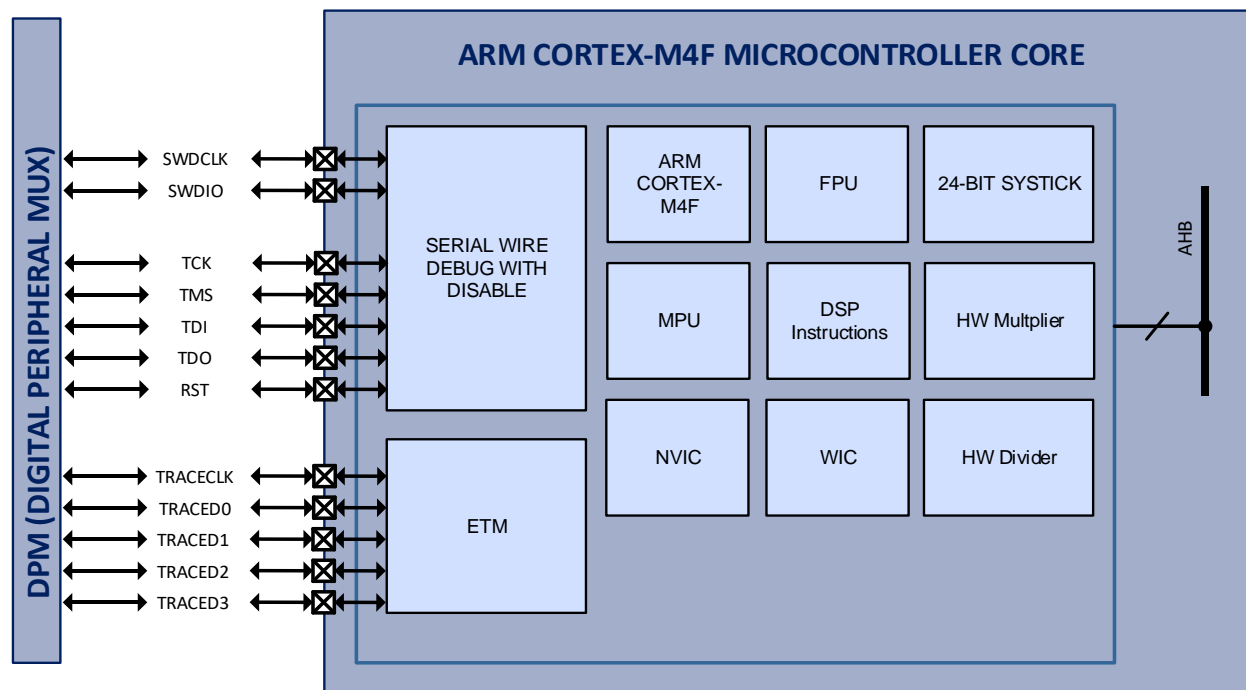 ARM CORTEX-M4F MICROCONTROLLER CORE
DPM (DIGITAL PERIPHERAL MUX)
SWDCLK
SWDIO
TCK
TMS
TDI
TDO
RST
TRACECLK
TRACED0
TRACED1
TRACED2
TRACED3
SERIAL WIRE
DEBUG WITH
DISABLE
ETM
ARM
CORTEX-
M4F
FPU
24-BIT SYSTICK
MPU
DSP
Instructions
HW Multplier
NVIC
WIC
HW Divider
AHB